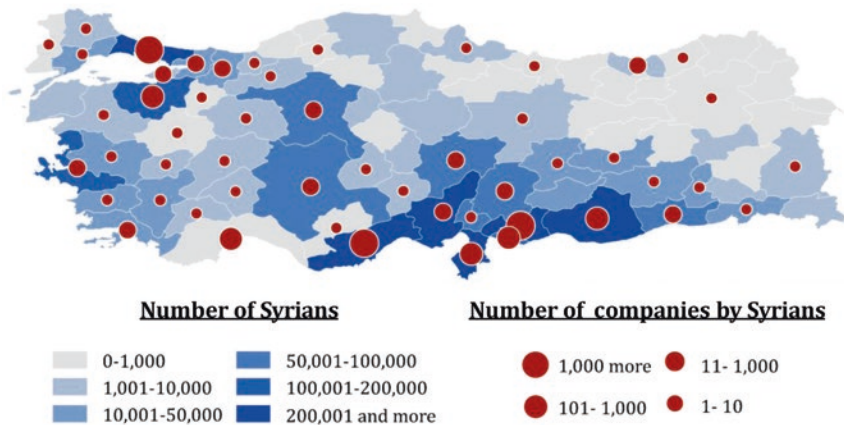 Number of Syrians
Number of companies by Syrians
0-1,000
50,001-100,000
1,001-10,000
100,001-200,000
10,001-50,000
200,001 and more
1,000 more
11- 1,000
101- 1,000
1- 10